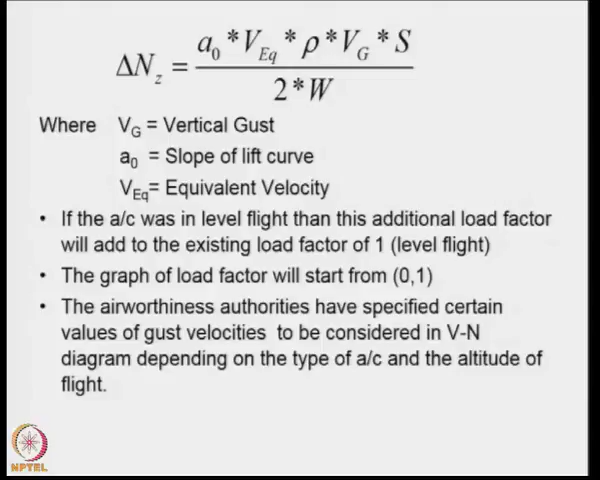 ΔN_z = (a_0 * V_Eq * ρ * V_G * S) / (2 * W)
Where V_G = Vertical Gust
a_0 = Slope of lift curve
V_Eq = Equivalent Velocity
• If the a/c was in level flight than this additional load factor
will add to the existing load factor of 1 (level flight)
• The graph of load factor will start from (0,1)
• The airworthiness authorities have specified certain
values of gust velocities to be considered in V-N
diagram depending on the type of a/c and the altitude of
flight.
NPTEL